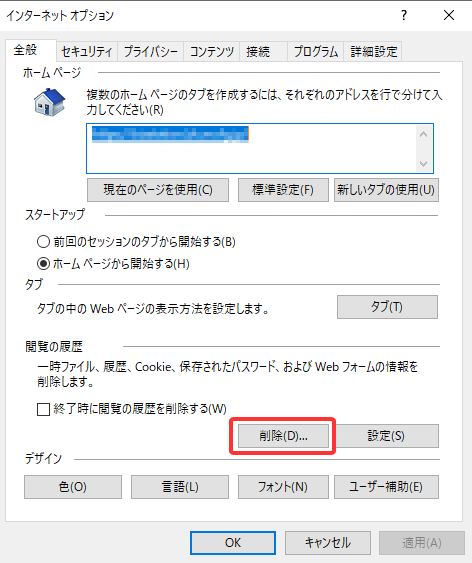 インターネット オプション
全般 セキュリティ プライバシー コンテンツ 接続 プログラム 詳細設定
ホーム ページ
複数のホーム ページのタブを作成するには、それぞれのアドレスを行で分けて入
力してください(R)
現在のページを使用(C) 標準設定(F) 新しいタブの使用(U)
スタートアップ
前回のセッションのタブから開始する(B)
ホーム ページから開始する(H)
タブ
タブの中の Web ページの表示方法を設定します。 タブ(T)
閲覧の履歴
一時ファイル、履歴、Cookie、保存されたパスワード、および Web フォームの情報を
削除します。
終了時に閲覧の履歴を削除する(W)
削除(D)... 設定(S)
デザイン
色(O) 言語(L) フォント(N) ユーザー補助(E)
OK キャンセル 適用(A)